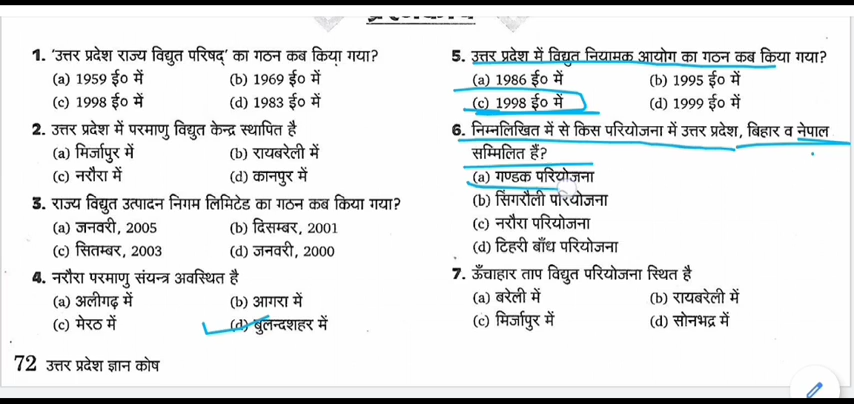 1. 'उत्तर प्रदेश राज्य विद्युत परिषद्' का गठन कब किया गया?
(a) 1959 ई० में (b) 1969 ई० में
(c) 1998 ई० में (d) 1983 ई० में
2. उत्तर प्रदेश में परमाणु विद्युत केन्द्र स्थापित है
(a) मिर्जापुर में (b) रायबरेली में
(c) नरौरा में (d) कानपुर में
3. राज्य विद्युत उत्पादन निगम लिमिटेड का गठन कब किया गया?
(a) जनवरी, 2005 (b) दिसम्बर, 2001
(c) सितम्बर, 2003 (d) जनवरी, 2000
4. नरौरा परमाणु संयन्त्र अवस्थित है
(a) अलीगढ़ में (b) आगरा में
(c) मेरठ में (d) बुलन्दशहर में
5. उत्तर प्रदेश में विद्युत नियामक आयोग का गठन कब किया गया?
(a) 1986 ई० में (b) 1995 ई० में
(c) 1998 ई० में (d) 1999 ई० में
6. निम्नलिखित में से किस परियोजना में उत्तर प्रदेश, बिहार व नेपाल
सम्मिलित हैं?
(a) गण्डक परियोजना
(b) सिंगरौली परियोजना
(c) नरौरा परियोजना
(d) टिहरी बाँध परियोजना
7. ऊँचाहार ताप विद्युत परियोजना स्थित है
(a) बरेली में (b) रायबरेली में
(c) मिर्जापुर में (d) सोनभद्र में
72 उत्तर प्रदेश ज्ञान कोष